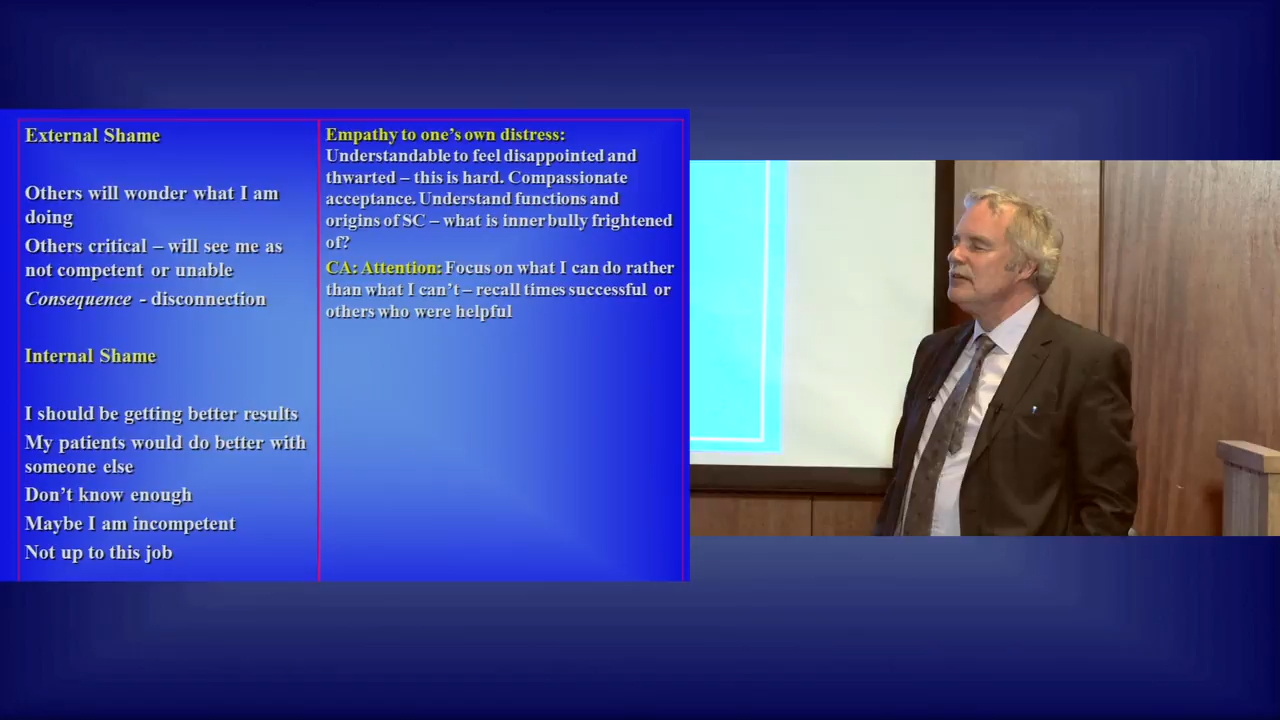 External Shame
Others will wonder what I am
doing
Others critical – will see me as
not competent or unable
Consequence - disconnection
Internal Shame
I should be getting better results
My patients would do better with
someone else
Don’t know enough
Maybe I am incompetent
Not up to this job
Empathy to one’s own distress:
Understandable to feel disappointed and
thwarted – this is hard. Compassionate
acceptance. Understand functions and
origins of SC – what is inner bully frightened
of?
CA: Attention: Focus on what I can do rather
than what I can’t – recall times successful or
others who were helpful